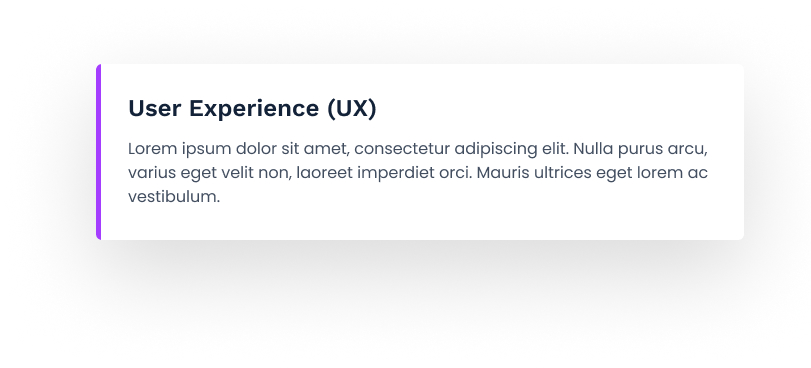 User Experience (UX)
Lorem ipsum dolor sit amet, consectetur adipiscing elit. Nulla purus arcu,
varius eget velit non, laoreet imperdiet orci. Mauris ultrices eget lorem ac
vestibulum.